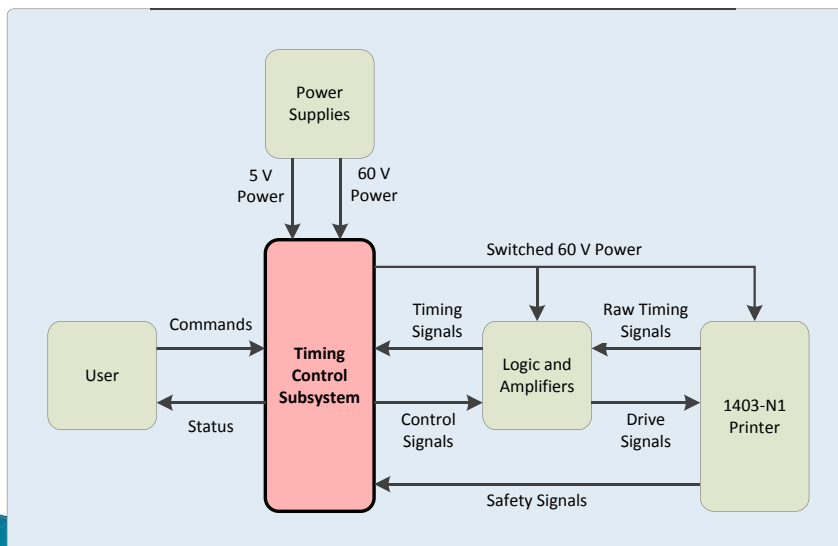 Power
Supplies
5 V
Power
60 V
Power
Switched 60 V Power
Commands
Timing
Signals
Raw Timing
Signals
User
Timing
Control
Subsystem
Logic and
Amplifiers
1403-N1
Printer
Status
Control
Signals
Drive
Signals
Safety Signals